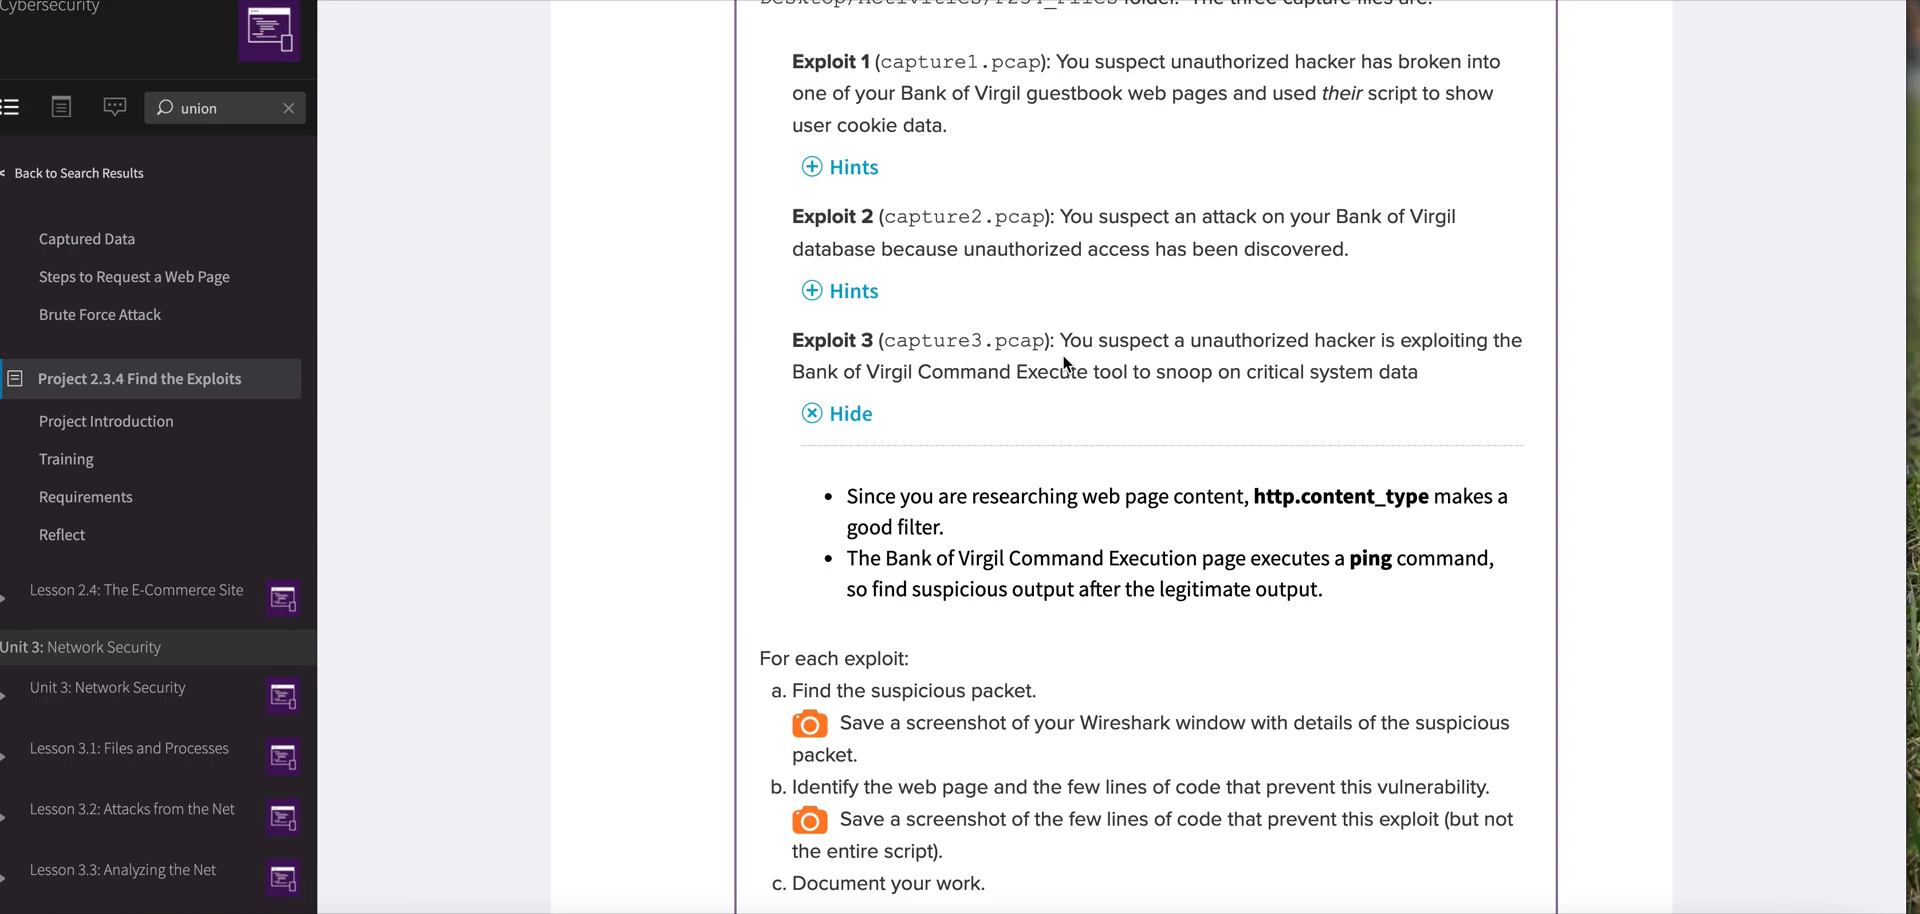 Cybersecurity
union
Back to Search Results
Captured Data
Steps to Request a Web Page
Brute Force Attack
Project 2.3.4 Find the Exploits
Project Introduction
Training
Requirements
Reflect
Lesson 2.4: The E-Commerce Site
Unit 3: Network Security
Unit 3: Network Security
Lesson 3.1: Files and Processes
Lesson 3.2: Attacks from the Net
Lesson 3.3: Analyzing the Net
Desktop/Activities/P234_Files folder. The three capture files are:
Exploit 1 (capture1.pcap): You suspect unauthorized hacker has broken into
one of your Bank of Virgil guestbook web pages and used their script to show
user cookie data.
Hints
Exploit 2 (capture2.pcap): You suspect an attack on your Bank of Virgil
database because unauthorized access has been discovered.
Hints
Exploit 3 (capture3.pcap): You suspect a unauthorized hacker is exploiting the
Bank of Virgil Command Execute tool to snoop on critical system data
Hide
• Since you are researching web page content, http.content_type makes a
good filter.
• The Bank of Virgil Command Execution page executes a ping command,
so find suspicious output after the legitimate output.
For each exploit:
a. Find the suspicious packet.
Save a screenshot of your Wireshark window with details of the suspicious
packet.
b. Identify the web page and the few lines of code that prevent this vulnerability.
Save a screenshot of the few lines of code that prevent this exploit (but not
the entire script).
c. Document your work.